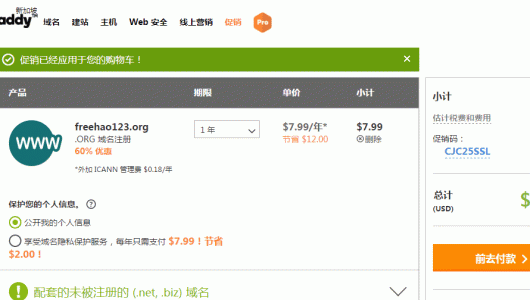 新加坡
addy™ 域名 建站 主机 Web 安全 线上营销 促销 Pro
促销已经应用于您的购物车！ ×
产品 期限 单价 小计
WWW
freehao123.org 1 年 $7.99/年* $7.99
.ORG 域名注册 节省 $12.00 删除
60% 优惠
*外加 ICANN 管理费 $0.18/年
保护您的个人信息。 ?
公开我的个人信息
享受域名隐私保护服务，每年只需支付 $7.99！节省
$2.00！
配套的未被注册的 (.net, .biz) 域名
小计
估计税费和费用
促销码：
CJC25SSL
总计 $
(USD)
前去付款